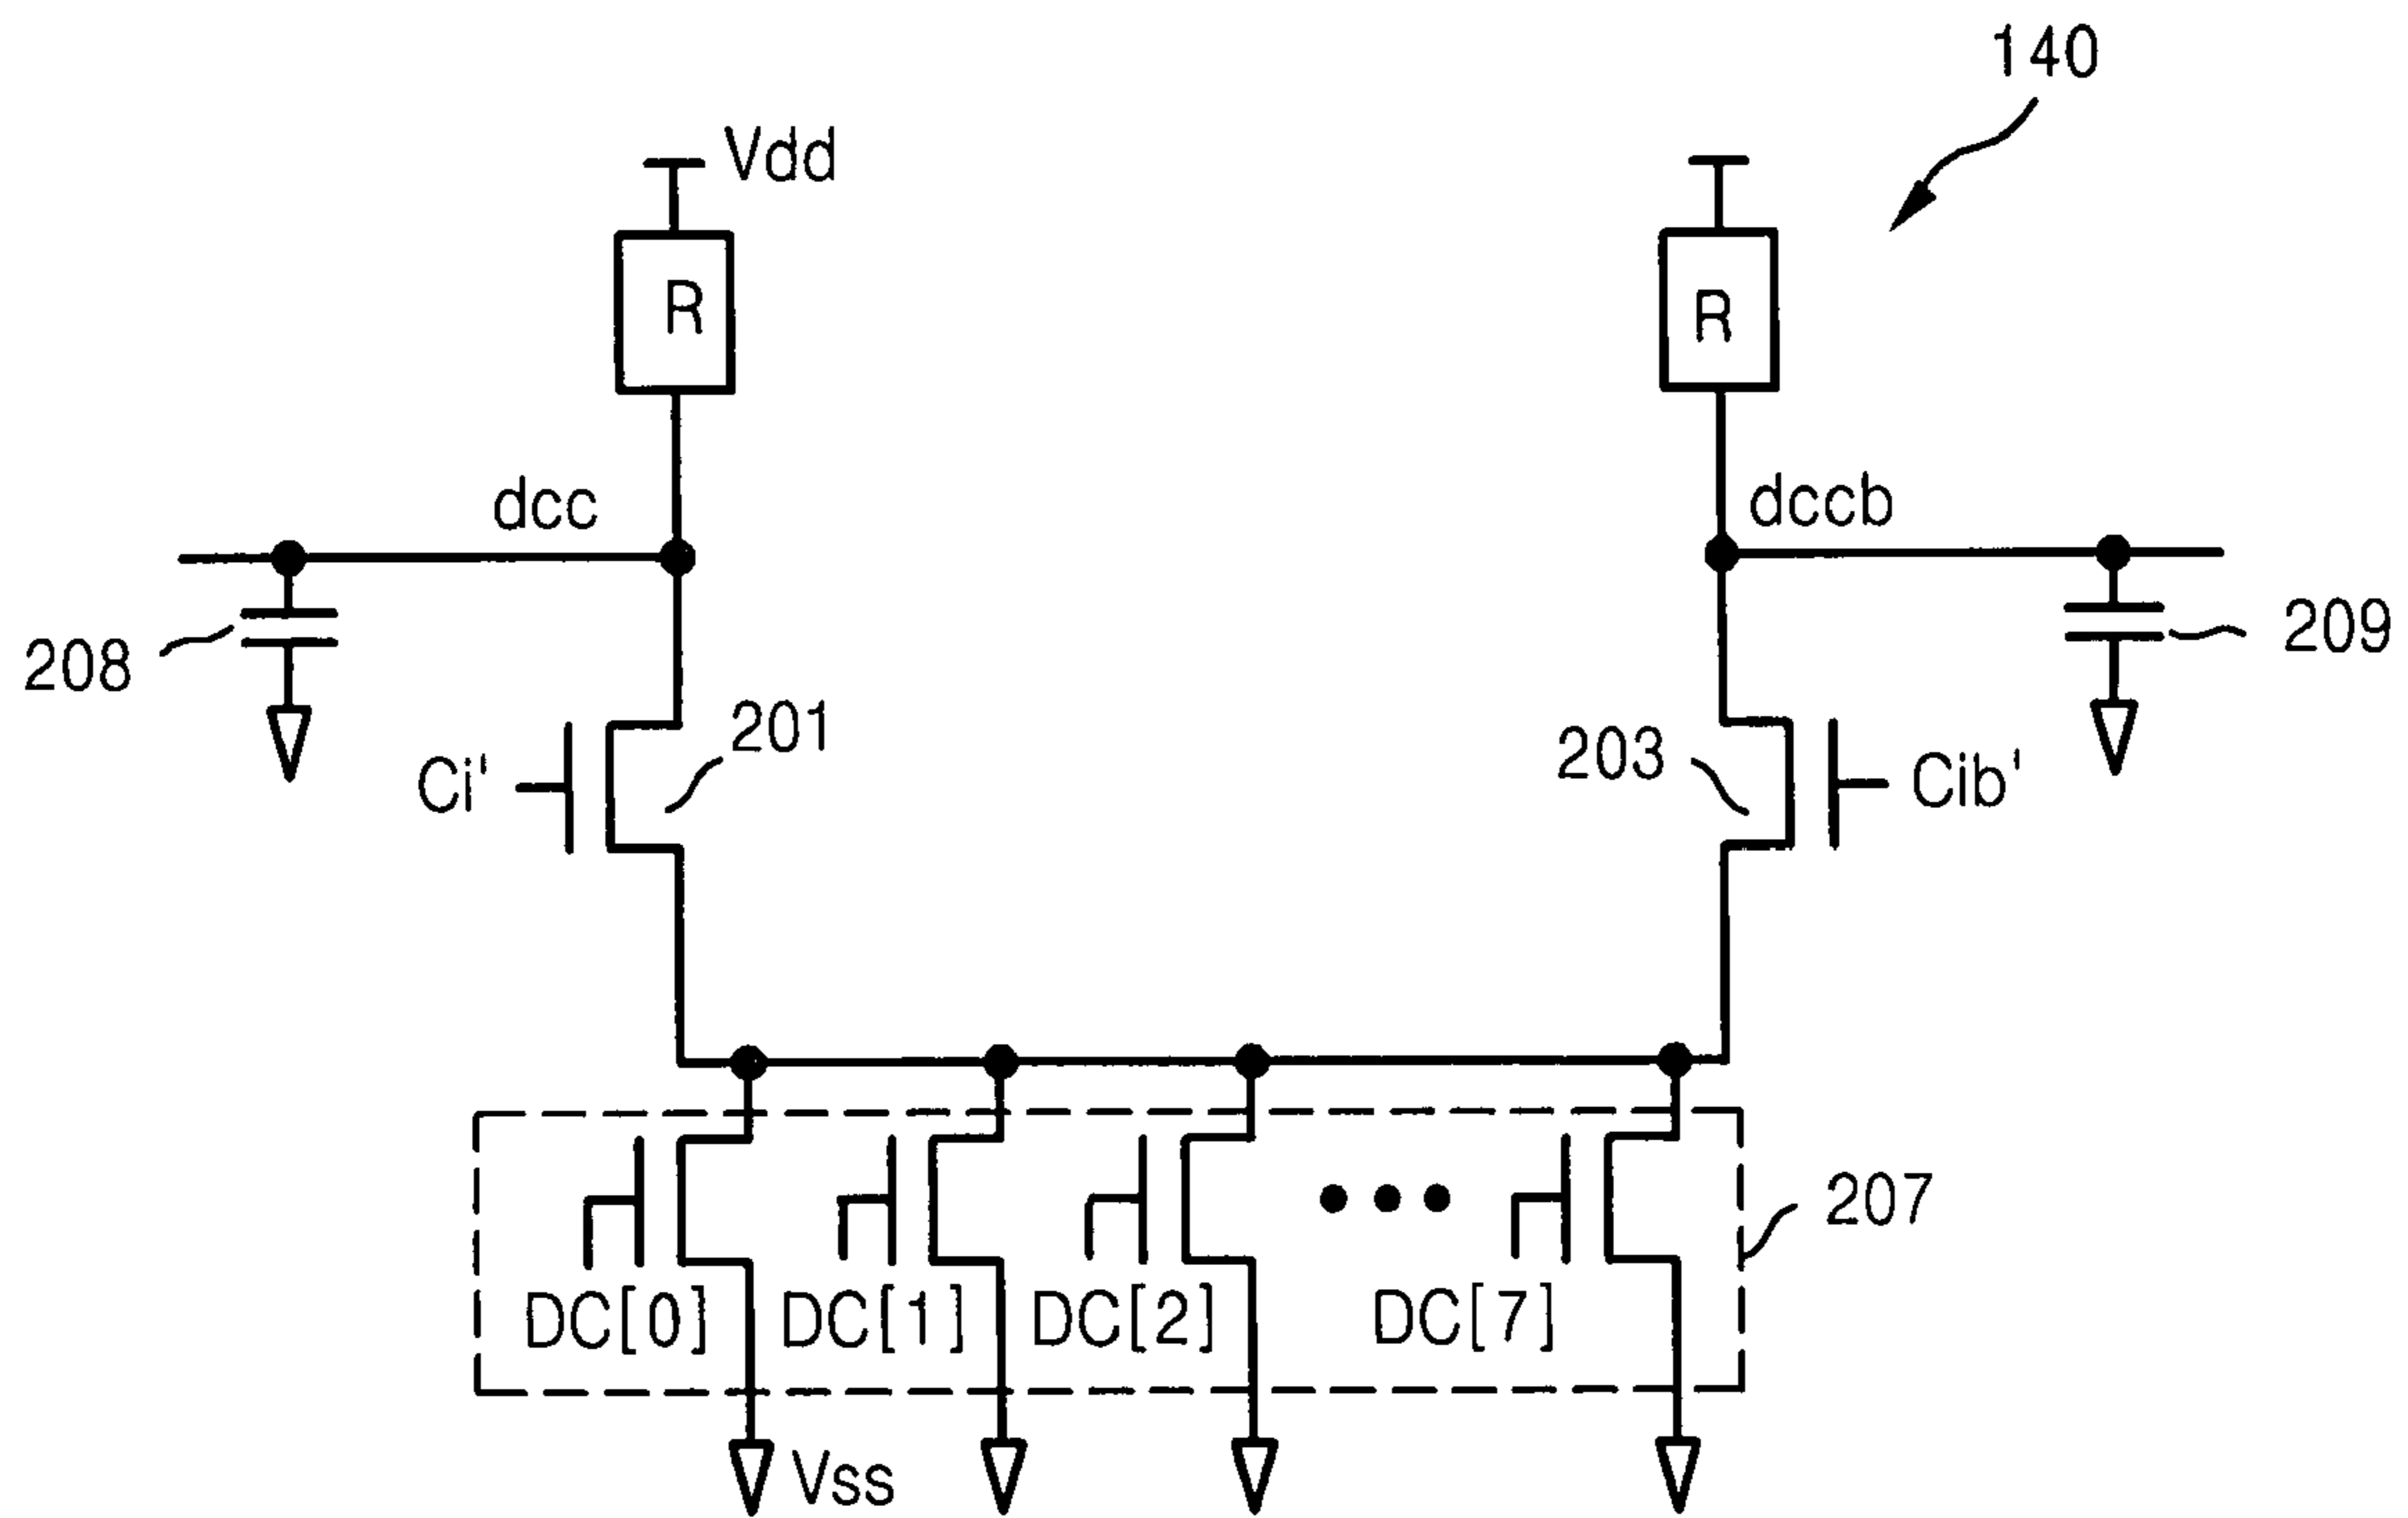 140
Vdd
R
R
dcc
dccb
208
209
201
203
Ci'
Cib'
207
DC[0]
DC[1]
DC[2]
DC[7]
Vss